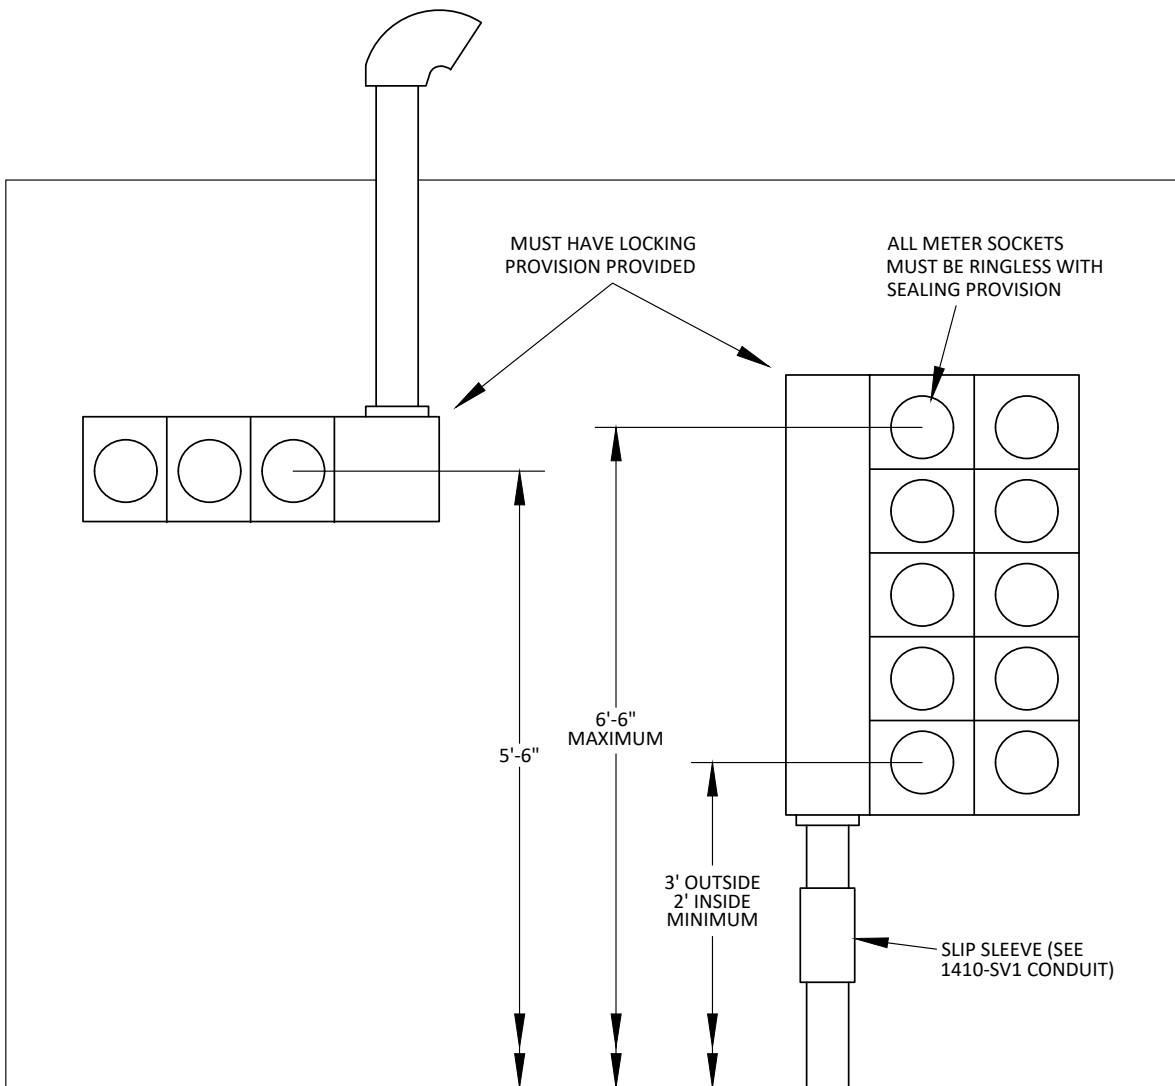 MUST HAVE LOCKING
PROVISION PROVIDED
ALL METER SOCKETS
MUST BE RINGLESS WITH
SEALING PROVISION
5'-6"
6'-6"
MAXIMUM
3' OUTSIDE
2' INSIDE
MINIMUM
SLIP SLEEVE (SEE
1410-SV1 CONDUIT)